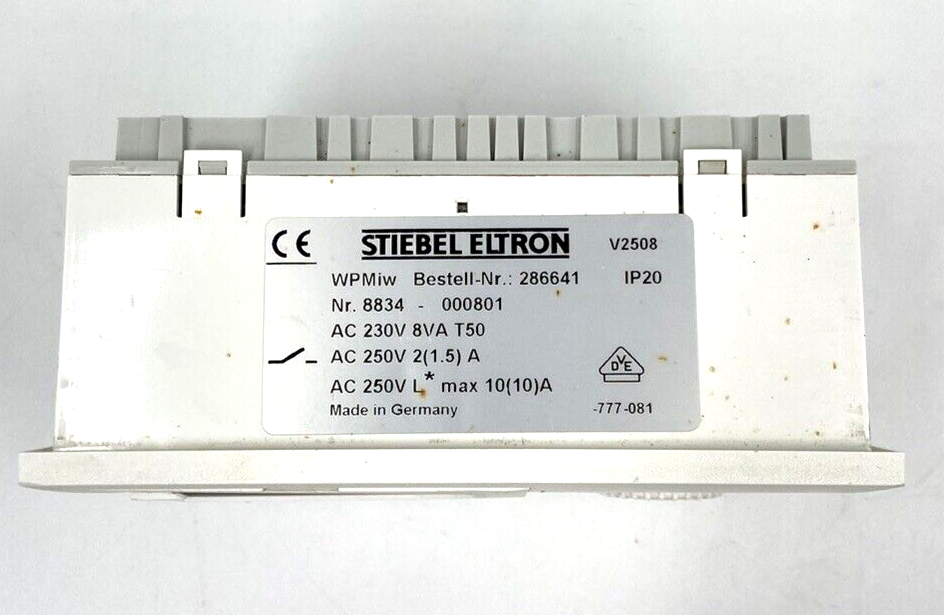 CE STIEBEL ELTRON V2508
WPMiw Bestell-Nr.: 286641 IP20
Nr. 8834 - 000801
AC 230V 8VA T50
AC 250V 2(1.5) A
AC 250V L* max 10(10)A
DVE
Made in Germany -777-081